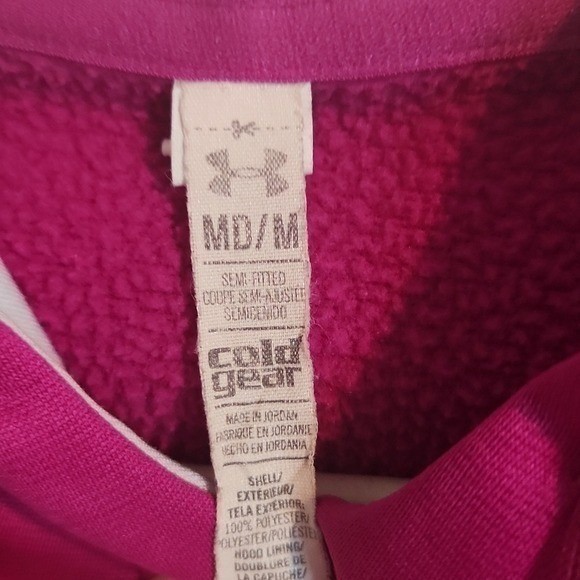 MD/M
SEMI-FITTED
COUPE SEMI-AJUSTÉE
SEMICEÑIDO
cold
gear
MADE IN JORDAN
FABRIQUE EN JORDANIE
HECHO EN JORDANIA
SHELL/
EXTÉRIEUR/
TELA EXTERIOR:
100% POLYESTER/
POLYESTER/POLIÉSTER
HOOD LINING/
DOUBLURE DE
LA CAPUCHE/